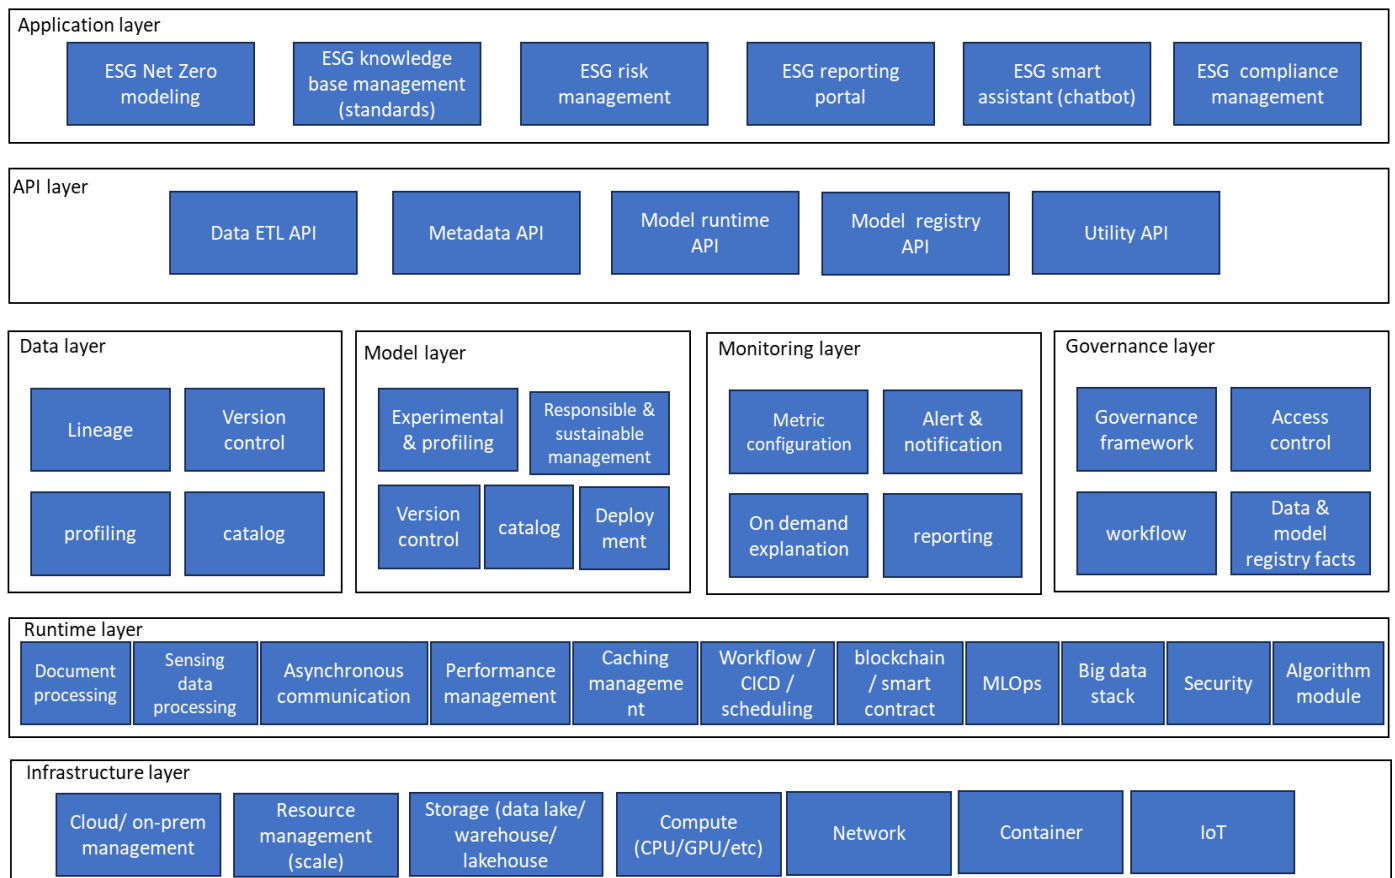 Application layer
ESG Net Zero
modeling
ESG knowledge
base management
(standards)
ESG risk
management
ESG reporting
portal
ESG smart
assistant (chatbot)
ESG compliance
management
API layer
Data ETL API
Metadata API
Model runtime
API
Model registry
API
Utility API
Data layer
Lineage
Version
control
profiling
catalog
Model layer
Experimental
& profiling
Responsible &
sustainable
management
Version
control
catalog
Deploy
ment
Monitoring layer
Metric
configuration
Alert &
notification
On demand
explanation
reporting
Governance layer
Governance
framework
Access
control
workflow
Data &
model
registry facts
Runtime layer
Document
processing
Sensing
data
processing
Asynchronous
communication
Performance
management
Caching
manageme
nt
Workflow /
CICD /
scheduling
blockchain
/ smart
contract
MLOps
Big data
stack
Security
Algorithm
module
Infrastructure layer
Cloud/ on-prem
management
Resource
management
(scale)
Storage (data lake/
warehouse/
lakehouse
Compute
(CPU/GPU/etc)
Network
Container
IoT